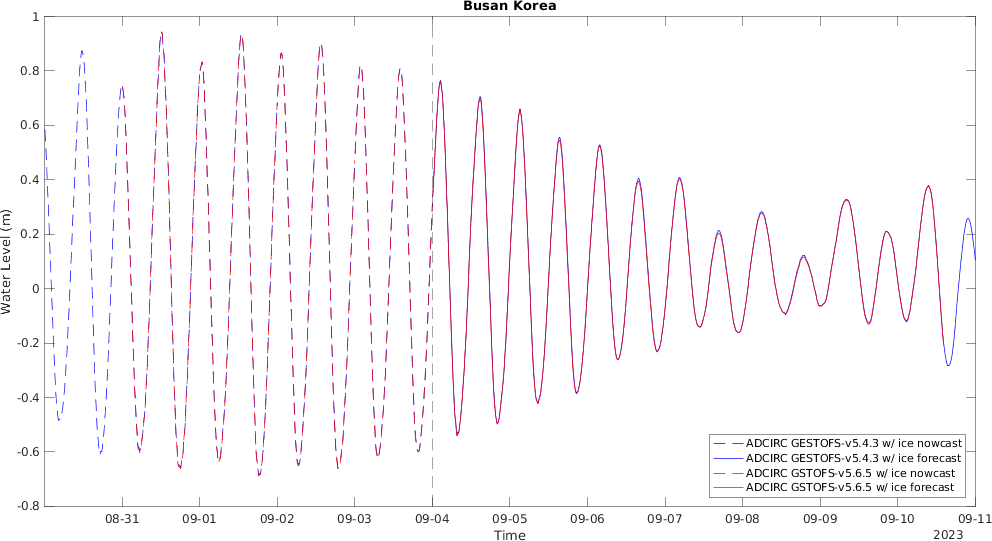 Busan Korea
1
0.8
0.6
0.4
0.2
0
-0.2
-0.4
-0.6
-0.8
Water Level (m)
ADCIRC GESTOFS-v5.4.3 w/ ice nowcast
ADCIRC GESTOFS-v5.4.3 w/ ice forecast
ADCIRC GSTOFS-v5.6.5 w/ ice nowcast
ADCIRC GSTOFS-v5.6.5 w/ ice forecast
08-31 09-01 09-02 09-03 09-04 09-05 09-06 09-07 09-08 09-09 09-10 09-11
Time
2023